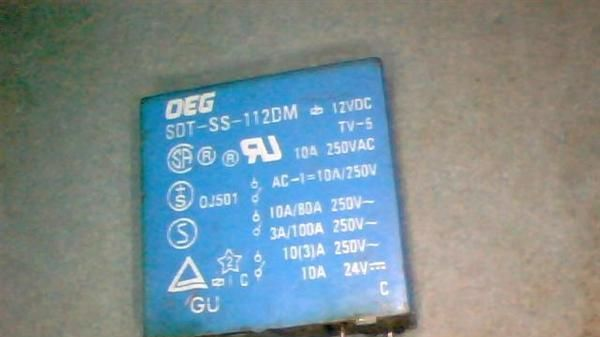 OEG
SDT-SS-112DM 12VDC
TV-5
10A 250VAC
AC-1=10A/250V
OJ501
10A/80A 250V~
3A/100A 250V~
10(3)A 250V~
10A 24V⎓
C
GU